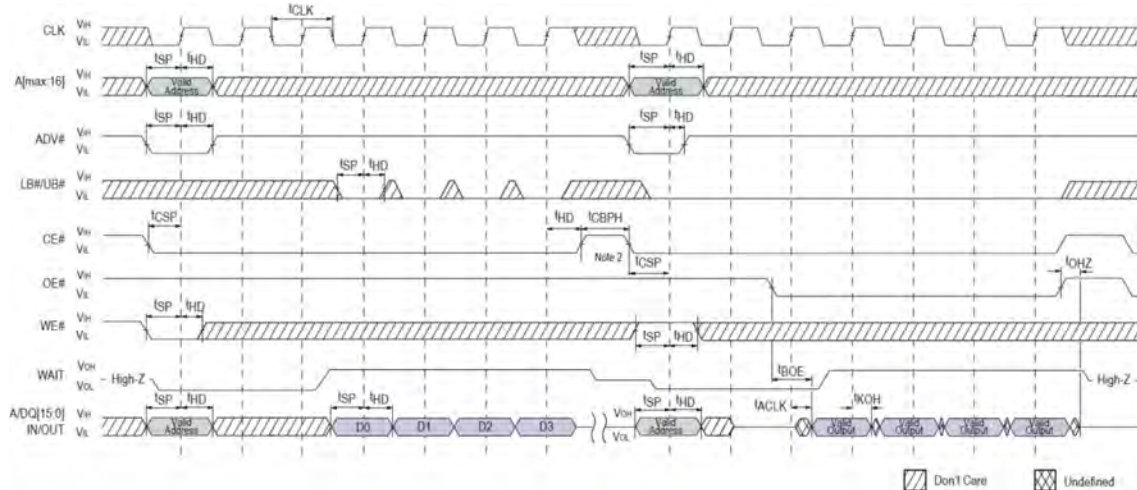 tCLK
CLK VIH
VIL
tSP tHD tSP tHD
A[max:16] VIH
VIL
Valid Address Valid Address
tSP tHD tSP tHD
ADV# VIH
VIL
tSP tHD
LB#/UB# VIH
VIL
tCSP tHD tCBPH
CE# VIH
VIL
Note 2
tCSP
OE# VIH
VIL
tOHZ
tSP tHD
WE# VIH
VIL
tSP tHD
WAIT VOH
VOL
High-Z High-Z
tBOE
tSP tHD tSP tHD tSP tHD tACLK tKOH
A/DQ[15:0] VIH
IN/OUT VIL
VOH
VOL
Valid Address D0 D1 D2 D3 Valid Address Valid Output Valid Output Valid Output Valid Output
Don't Care Undefined